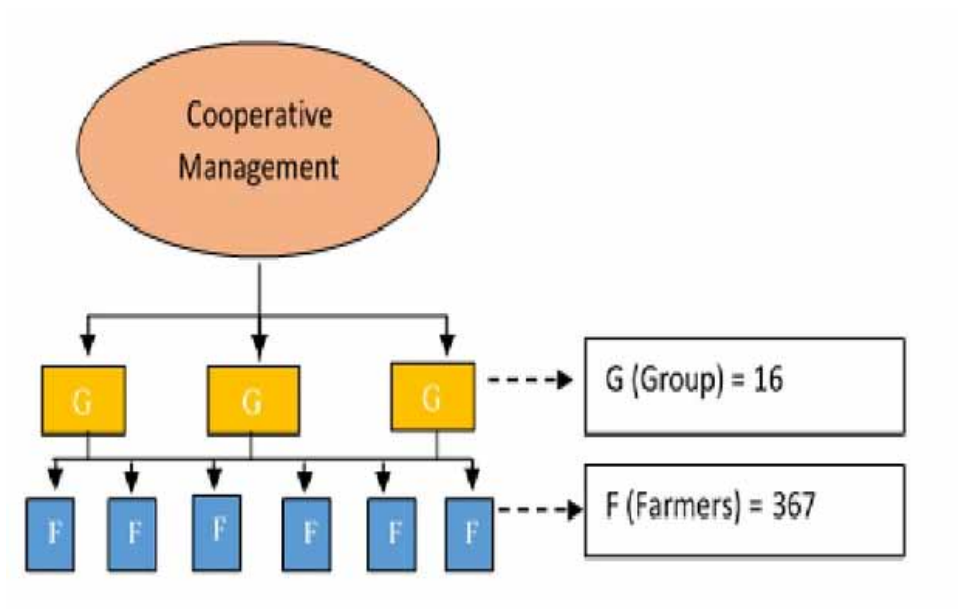 Cooperative
Management
G G G
G (Group) = 16
F F F F F F
F (Farmers) = 367